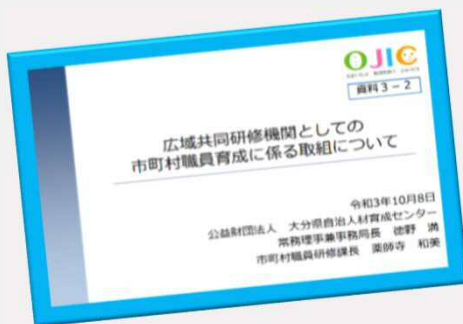 OJIC
資料3－2
広域共同研修機関としての
市町村職員育成に係る取組について
令和3年10月8日
公益財団法人　大分県自治人材育成センター
常務理事兼事務局長　徳野　満
市町村職員研修課長　薬師寺　和美